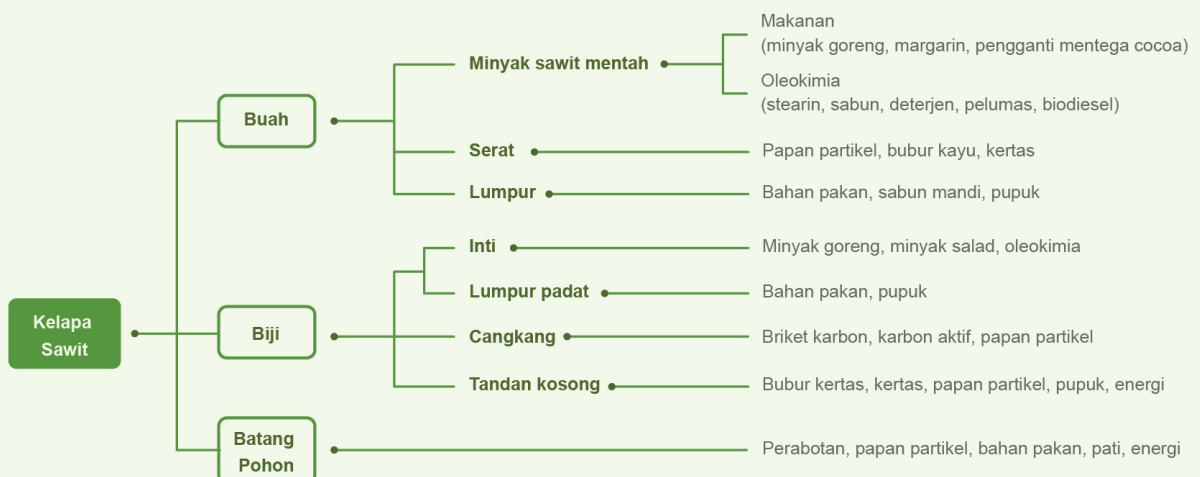 Kelapa
Sawit
Buah
Minyak sawit mentah
Makanan
(minyak goreng, margarin, pengganti mentega cocoa)
Oleokimia
(stearin, sabun, deterjen, pelumas, biodiesel)
Serat
Papan partikel, bubur kayu, kertas
Lumpur
Bahan pakan, sabun mandi, pupuk
Biji
Inti
Minyak goreng, minyak salad, oleokimia
Lumpur padat
Bahan pakan, pupuk
Cangkang
Briket karbon, karbon aktif, papan partikel
Tandan kosong
Bubur kertas, kertas, papan partikel, pupuk, energi
Batang
Pohon
Perabotan, papan partikel, bahan pakan, pati, energi